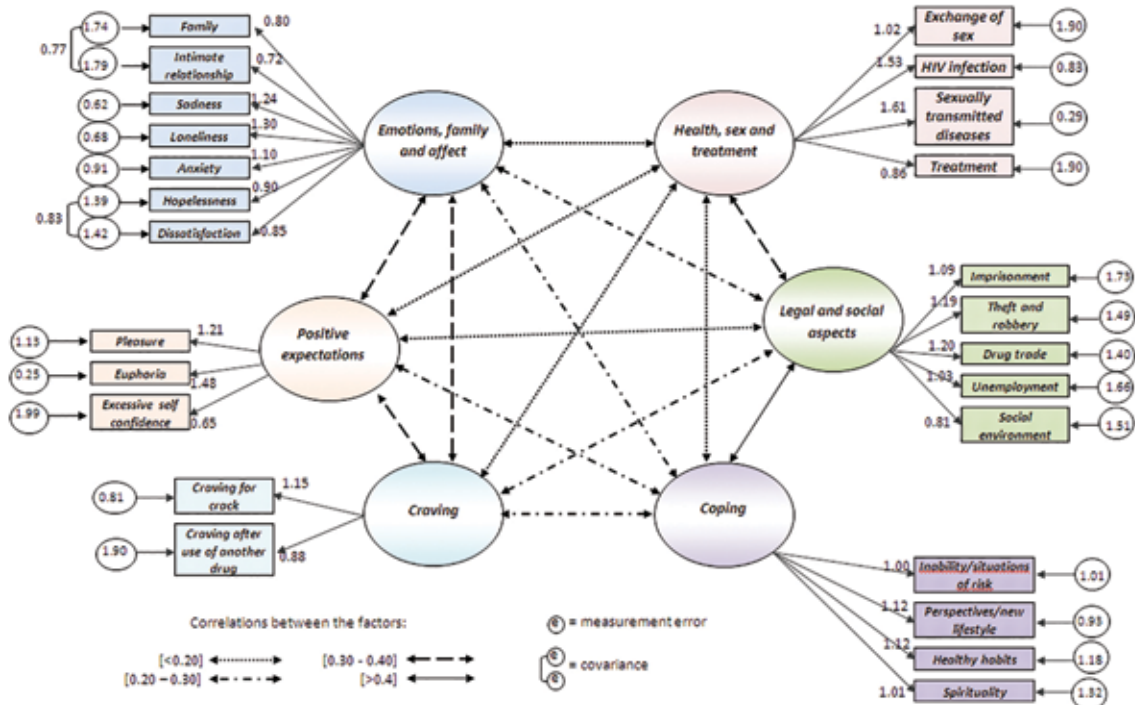 1.74
Family
0.80
0.77
1.79
Intimate
relationship
0.72
0.62
Sadness
1.24
0.68
Loneliness
1.30
0.91
Anxiety
1.10
1.39
Hopelessness
0.90
0.83
1.42
Dissatisfaction
0.85
Emotions, family
and affect
Health, sex and
treatment
1.02
Exchange of
sex
1.90
1.53
HIV infection
0.83
1.61
Sexually
transmitted
diseases
0.29
0.86
Treatment
1.90
1.13
Pleasure
1.21
0.25
Euphoria
1.48
1.99
Excessive self
confidence
0.65
Positive
expectations
Legal and social
aspects
1.09
Imprisonment
1.73
1.19
Theft and
robbery
1.49
1.20
Drug trade
1.40
1.03
Unemployment
1.66
0.81
Social
environment
1.51
0.81
Craving for
crack
1.15
1.90
Craving after
use of another
drug
0.88
Craving
Coping
1.00
Inability/situations
of risk
1.01
1.12
Perspectives/new
lifestyle
0.93
1.12
Healthy habits
1.18
1.01
Spirituality
1.32
Correlations between the factors:
[<0.20]
[0.30 - 0.40]
[0.20 – 0.30]
[>0.4]
e = measurement error
e
e = covariance